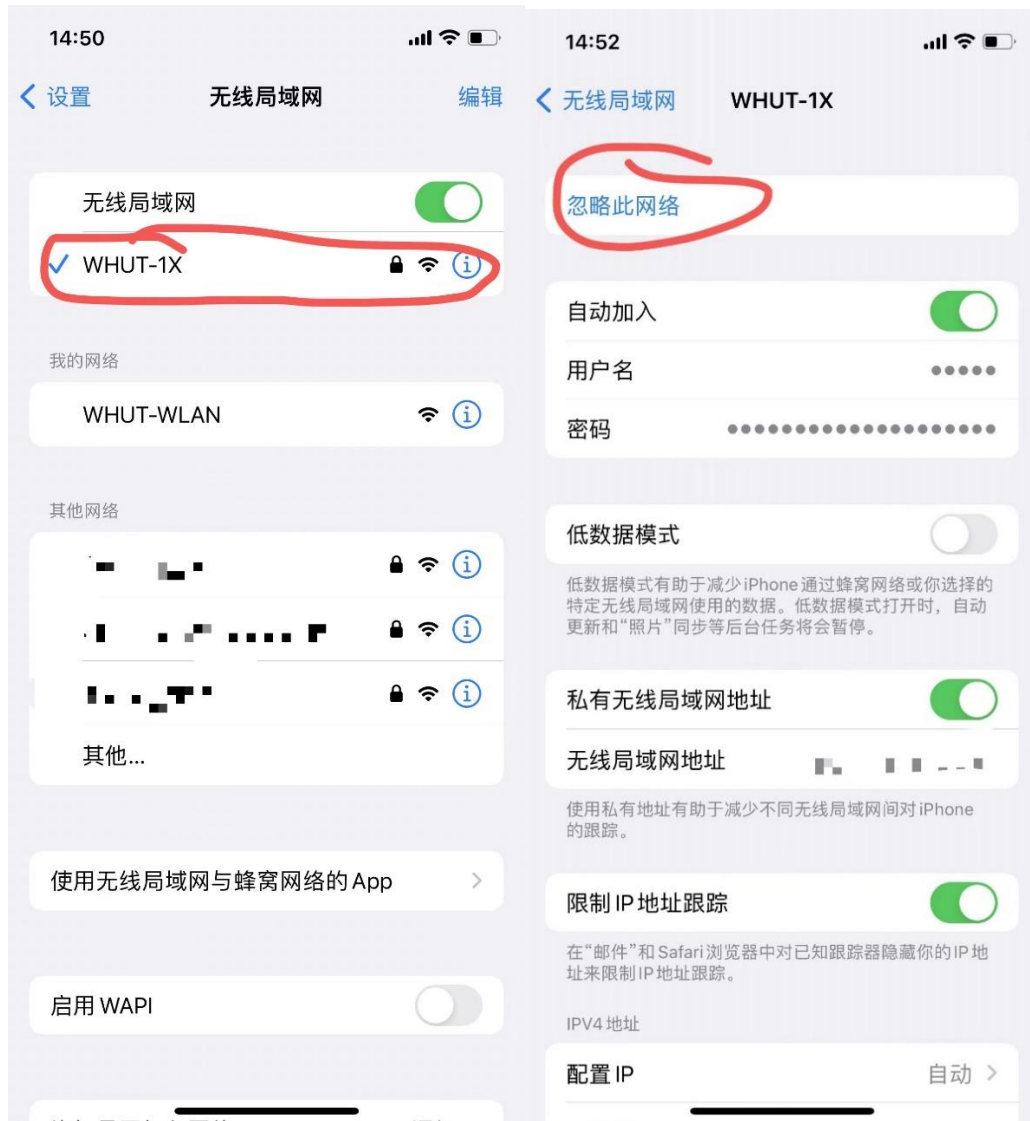 14:50
设置
无线局域网
编辑
无线局域网
WHUT-1X
我的网络
WHUT-WLAN
其他网络
其他...
使用无线局域网与蜂窝网络的App
启用 WAPI
14:52
无线局域网
WHUT-1X
忽略此网络
自动加入
用户名
密码
低数据模式
低数据模式有助于减少iPhone通过蜂窝网络或你选择的
特定无线局域网使用的数据。低数据模式打开时，自动
更新和“照片”同步等后台任务将会暂停。
私有无线局域网地址
无线局域网地址
使用私有地址有助于减少不同无线局域网间对iPhone
的跟踪。
限制IP地址跟踪
在“邮件”和Safari浏览器中对已知跟踪器隐藏你的IP地
址来限制IP地址跟踪。
IPV4地址
配置IP
自动